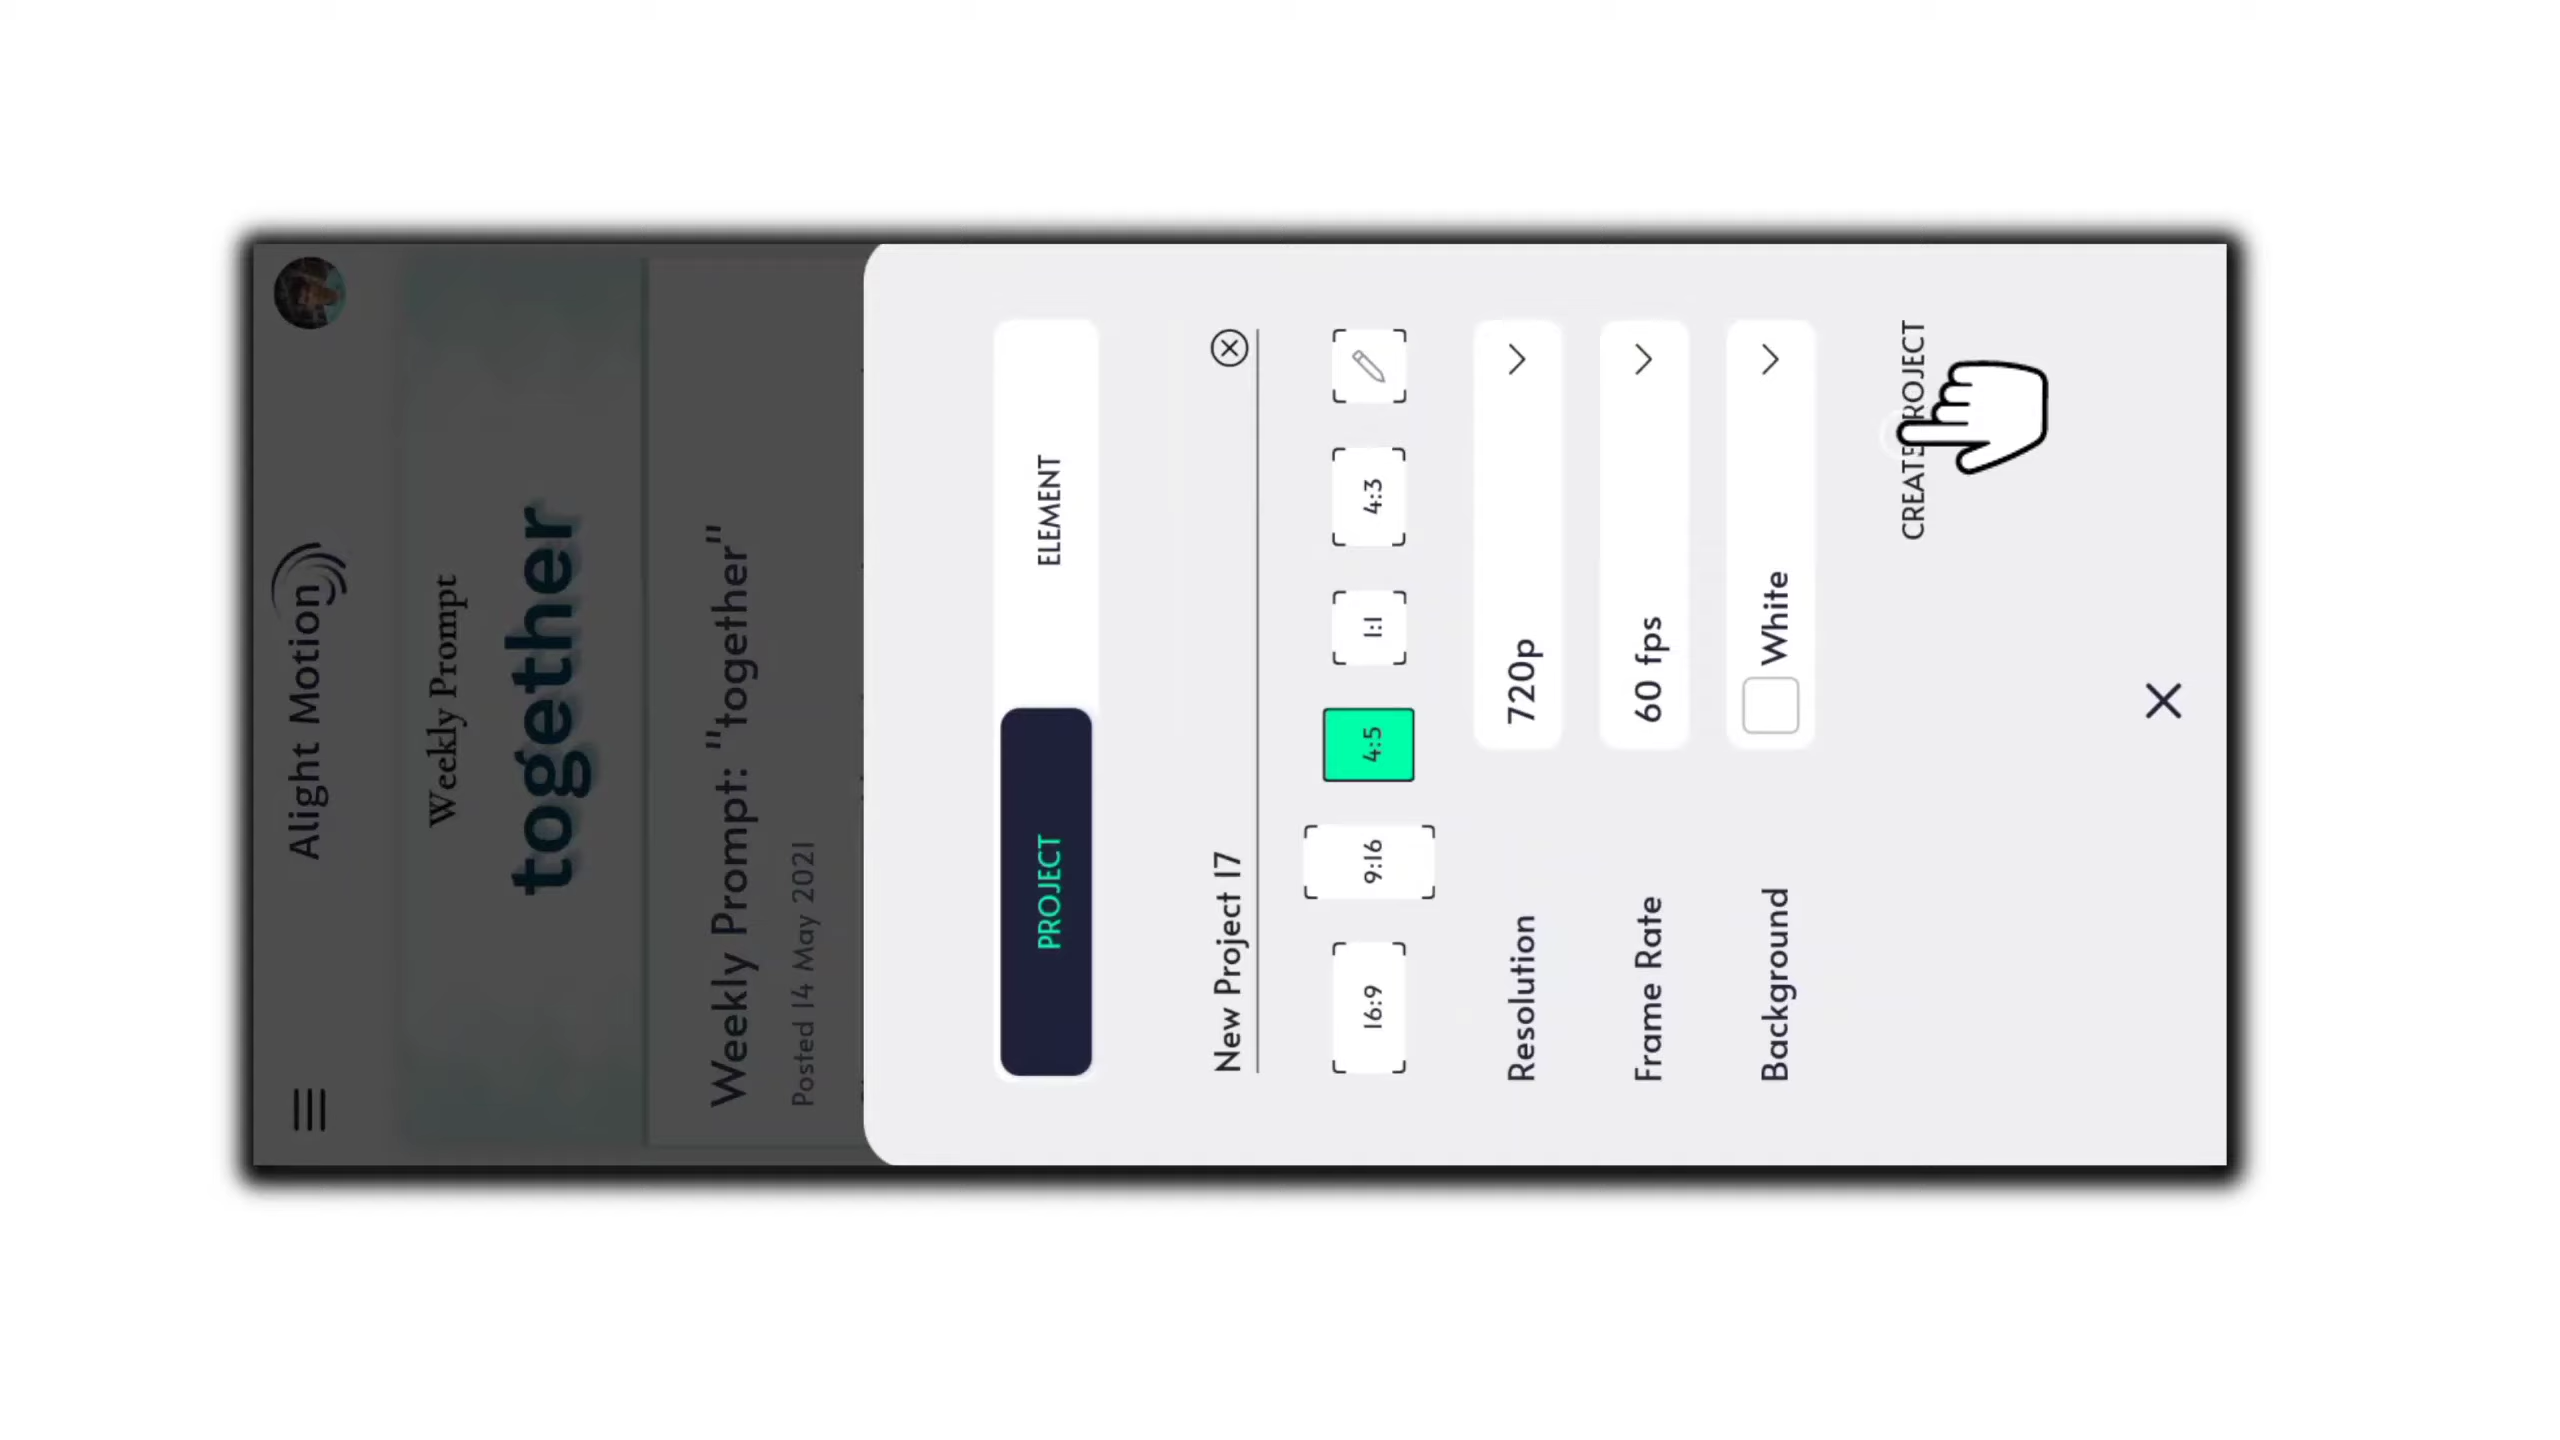 Alight Motion
Weekly Prompt
together
Weekly Prompt: "together"
Posted 14 May 2021
PROJECT
ELEMENT
New Project 17
16:9
9:16
4:5
1:1
4:3
Resolution
720p
Frame Rate
60 fps
Background
White
CREATE PROJECT